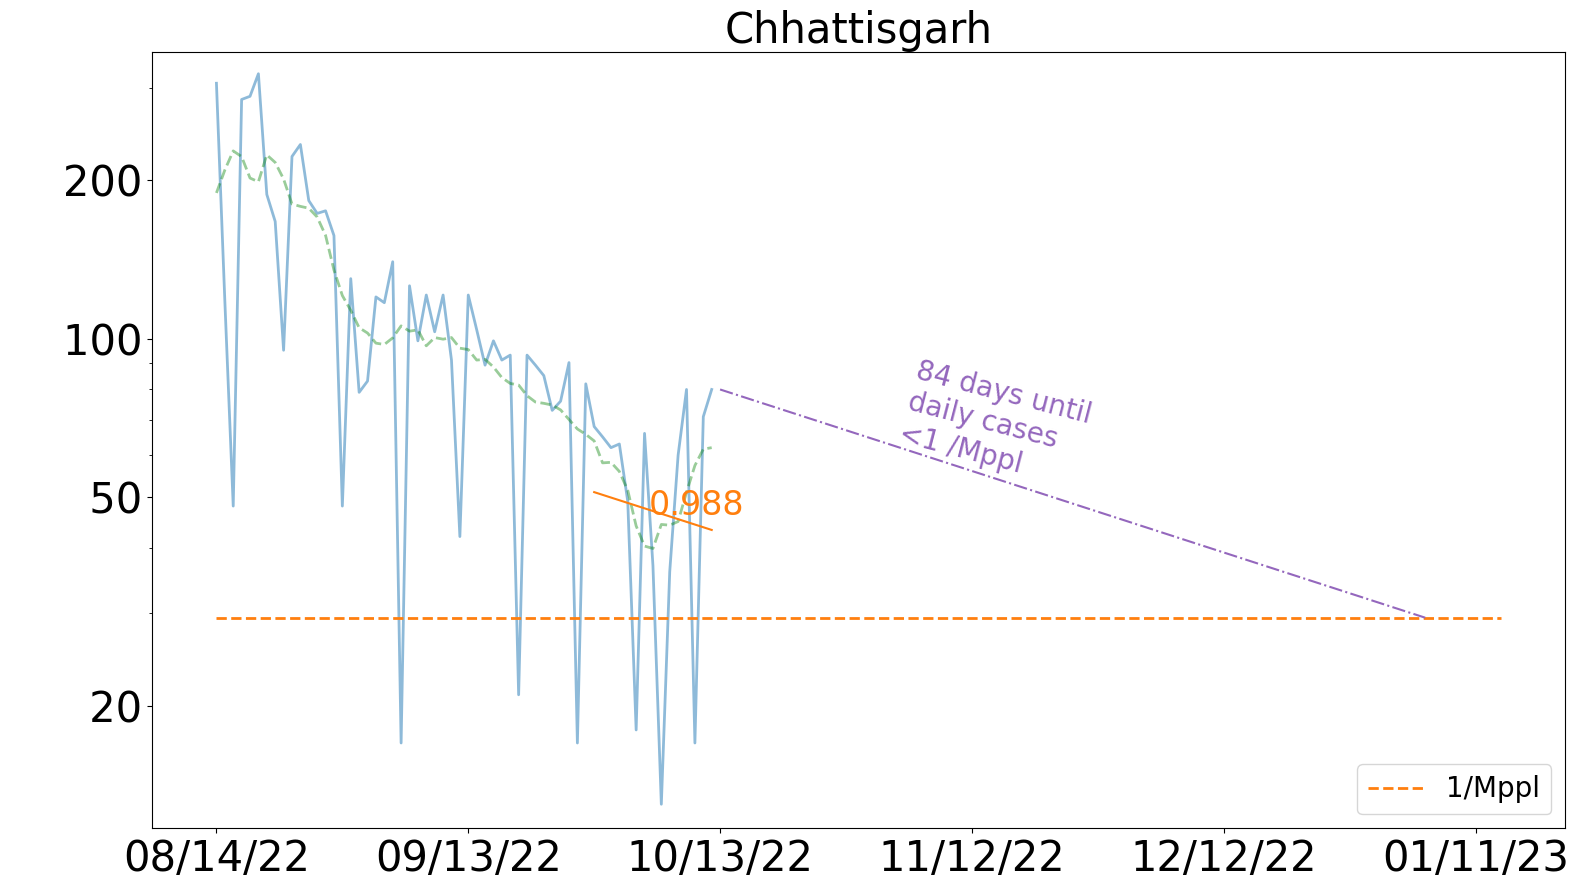 Chhattisgarh
200
100
50
20
84 days until
daily cases
<1 /Mppl
0.988
1/Mppl
08/14/22
09/13/22
10/13/22
11/12/22
12/12/22
01/11/23